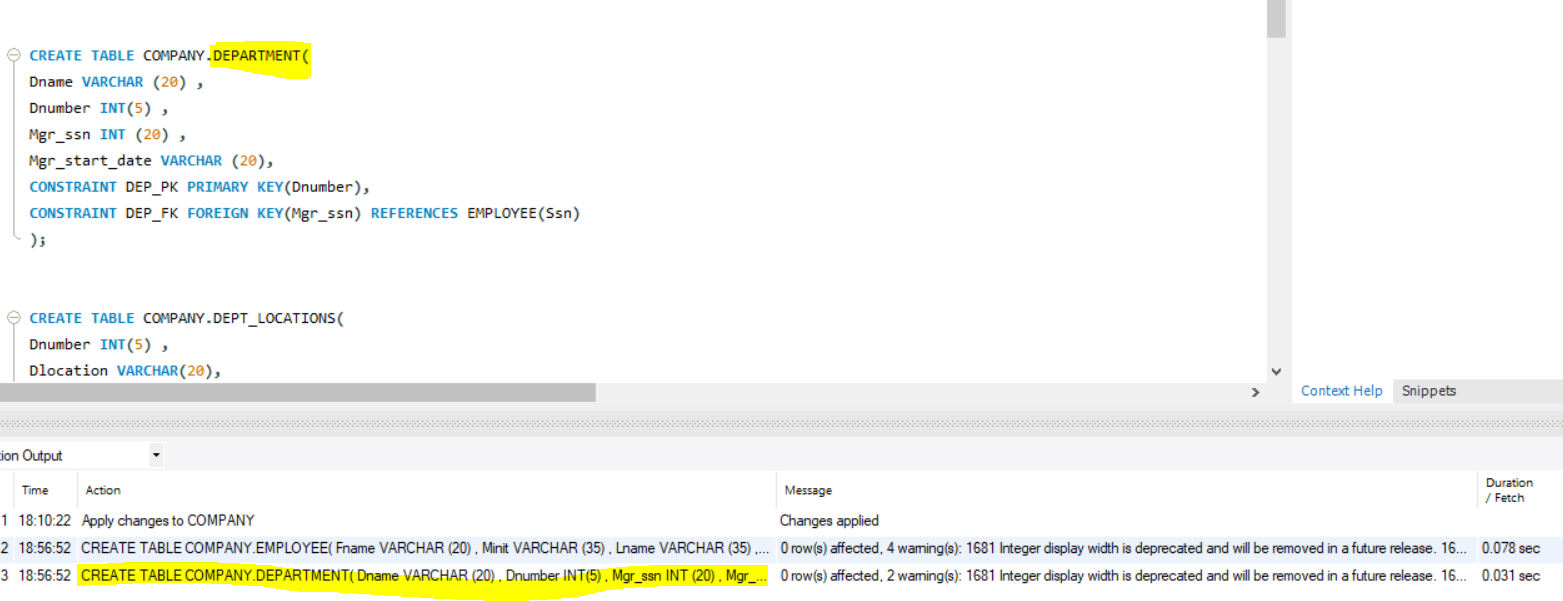 CREATE TABLE COMPANY.DEPARTMENT(
Dname VARCHAR (20) ,
Dnumber INT(5) ,
Mgr_ssn INT (20) ,
Mgr_start_date VARCHAR (20),
CONSTRAINT DEP_PK PRIMARY KEY(Dnumber),
CONSTRAINT DEP_FK FOREIGN KEY(Mgr_ssn) REFERENCES EMPLOYEE(Ssn)
);
CREATE TABLE COMPANY.DEPT_LOCATIONS(
Dnumber INT(5) ,
Dlocation VARCHAR(20),
Context Help Snippets
tion Output
Time Action Message Duration / Fetch
1 18:10:22 Apply changes to COMPANY Changes applied
2 18:56:52 CREATE TABLE COMPANY.EMPLOYEE( Fname VARCHAR (20) , Minit VARCHAR (35) , Lname VARCHAR (35) ,... 0 row(s) affected, 4 warning(s): 1681 Integer display width is deprecated and will be removed in a future release. 16... 0.078 sec
3 18:56:52 CREATE TABLE COMPANY.DEPARTMENT( Dname VARCHAR (20) , Dnumber INT(5) , Mgr_ssn INT (20) , Mgr_... 0 row(s) affected, 2 warning(s): 1681 Integer display width is deprecated and will be removed in a future release. 16... 0.031 sec